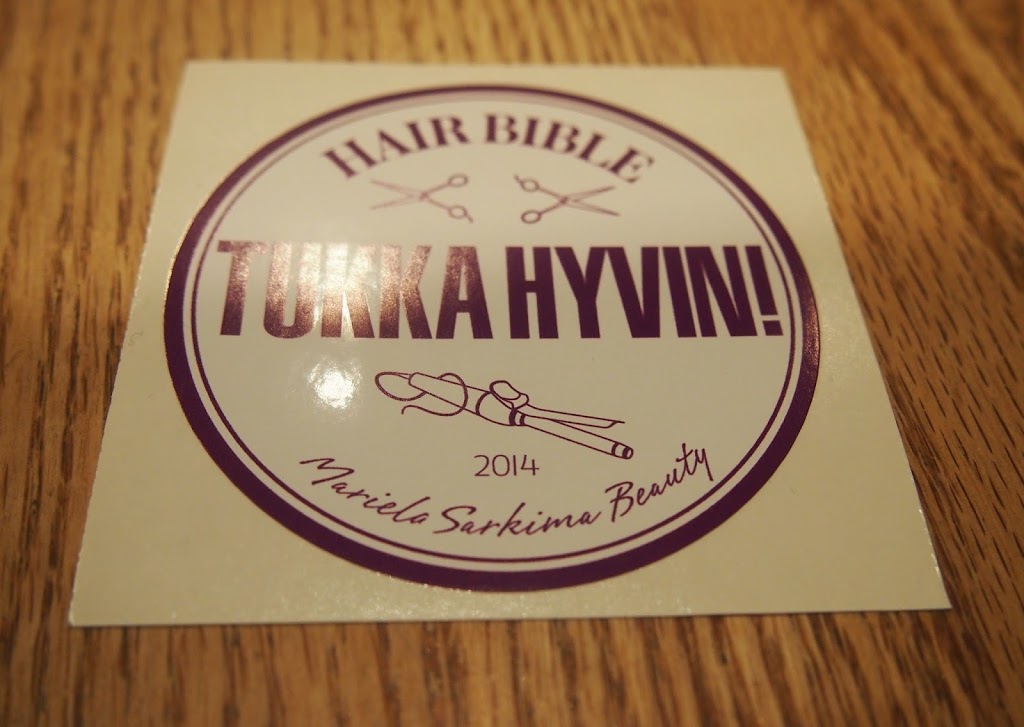 HAIR BIBLE
TUKKA HYVIN!
2014
Mariela Sarkima Beauty